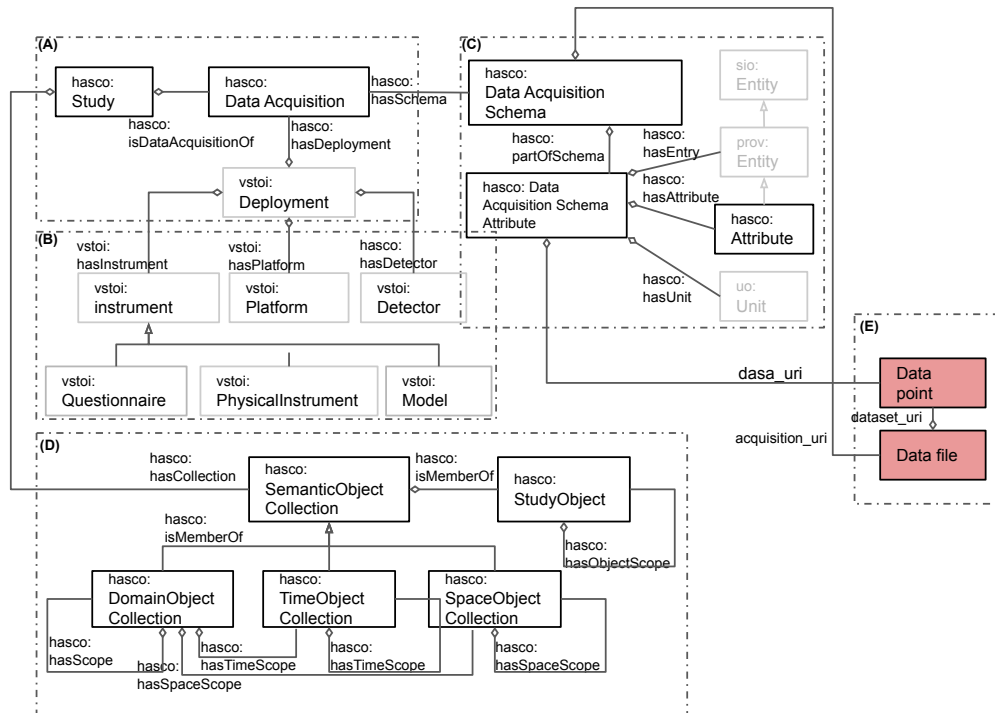 (A)
hasco:
Study
hasco:
Data Acquisition
hasco:
isDataAcquisitionOf
hasco:
hasDeployment
vstoi:
Deployment
hasco:
hasSchema
(C)
hasco:
Data Acquisition
Schema
hasco:
partOfSchema
hasco: Data
Acquisition Schema
Attribute
hasco:
hasEntry
hasco:
hasAttribute
hasco:
hasUnit
sio:
Entity
prov:
Entity
hasco:
Attribute
uo:
Unit
(B)
vstoi:
hasInstrument
vstoi:
hasPlatform
hasco:
hasDetector
vstoi:
instrument
vstoi:
Platform
vstoi:
Detector
vstoi:
Questionnaire
vstoi:
PhysicalInstrument
vstoi:
Model
(E)
Data
point
dasa_uri
dataset_uri
acquisition_uri
Data file
(D)
hasco:
hasCollection
hasco:
SemanticObject
Collection
hasco:
isMemberOf
hasco:
StudyObject
hasco:
hasObjectScope
hasco:
isMemberOf
hasco:
DomainObject
Collection
hasco:
TimeObject
Collection
hasco:
SpaceObject
Collection
hasco:
hasScope
hasco:
hasSpaceScope
hasco:
hasTimeScope
hasco:
hasTimeScope
hasco:
hasSpaceScope